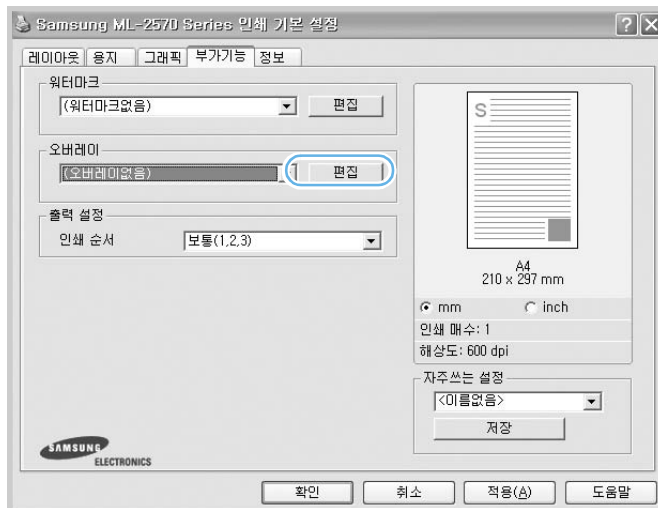 Samsung ML-2570 Series 인쇄 기본 설정
레이아웃 용지 그래픽 부가기능 정보
워터마크
(워터마크없음) 편집
오버레이
(오버레이없음) 편집
출력 설정
인쇄 순서 보통(1,2,3)
S
A4
210 x 297 mm
mm inch
인쇄 매수: 1
해상도: 600 dpi
자주쓰는 설정
<이름없음>
저장
SAMSUNG
ELECTRONICS
확인 취소 적용(A) 도움말